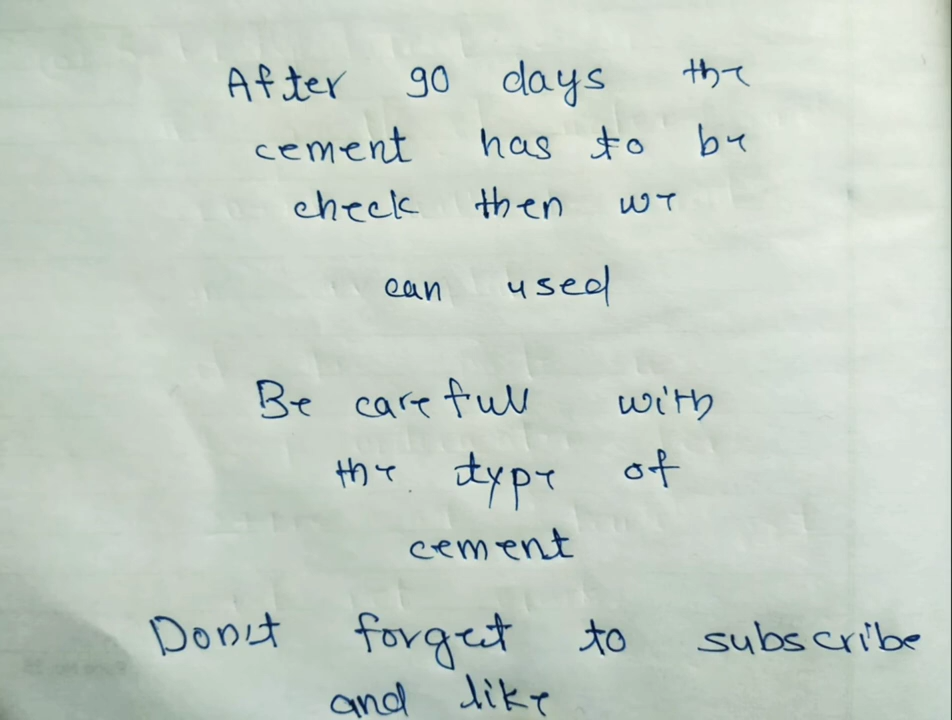 After 90 days the
cement has to be
check then we
can used
Be carefull with
the type of
cement
Don't forget to subscribe
and like